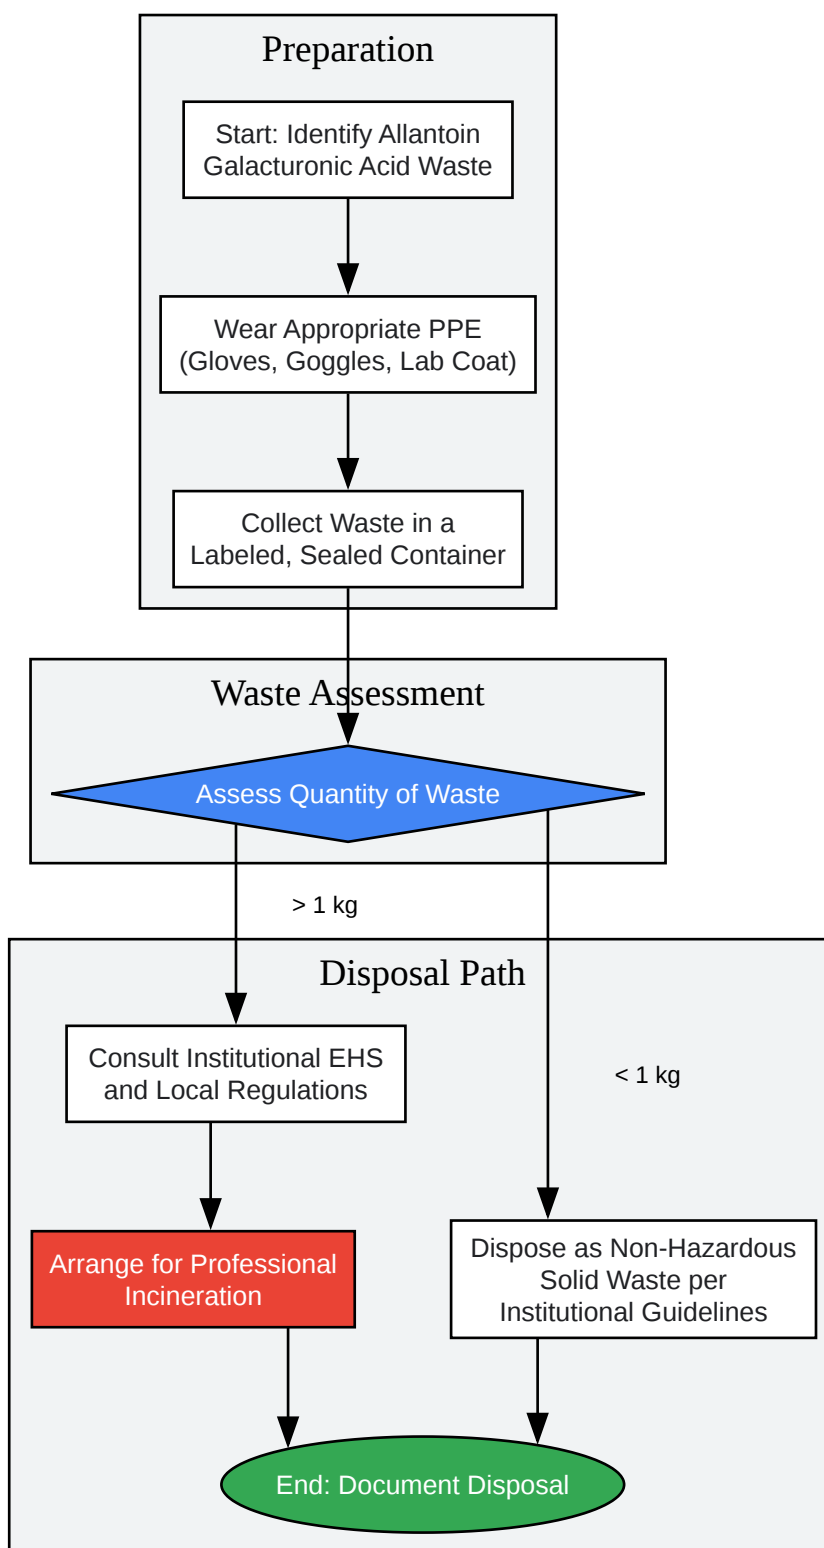 Preparation
Start: Identify Allantoin
Galacturonic Acid Waste
Wear Appropriate PPE
(Gloves, Goggles, Lab Coat)
Collect Waste in a
Labeled, Sealed Container
Waste Assessment
Assess Quantity of Waste
> 1 kg
Disposal Path
Consult Institutional EHS
and Local Regulations
< 1 kg
Arrange for Professional
Incineration
Dispose as Non-Hazardous
Solid Waste per
Institutional Guidelines
End: Document Disposal